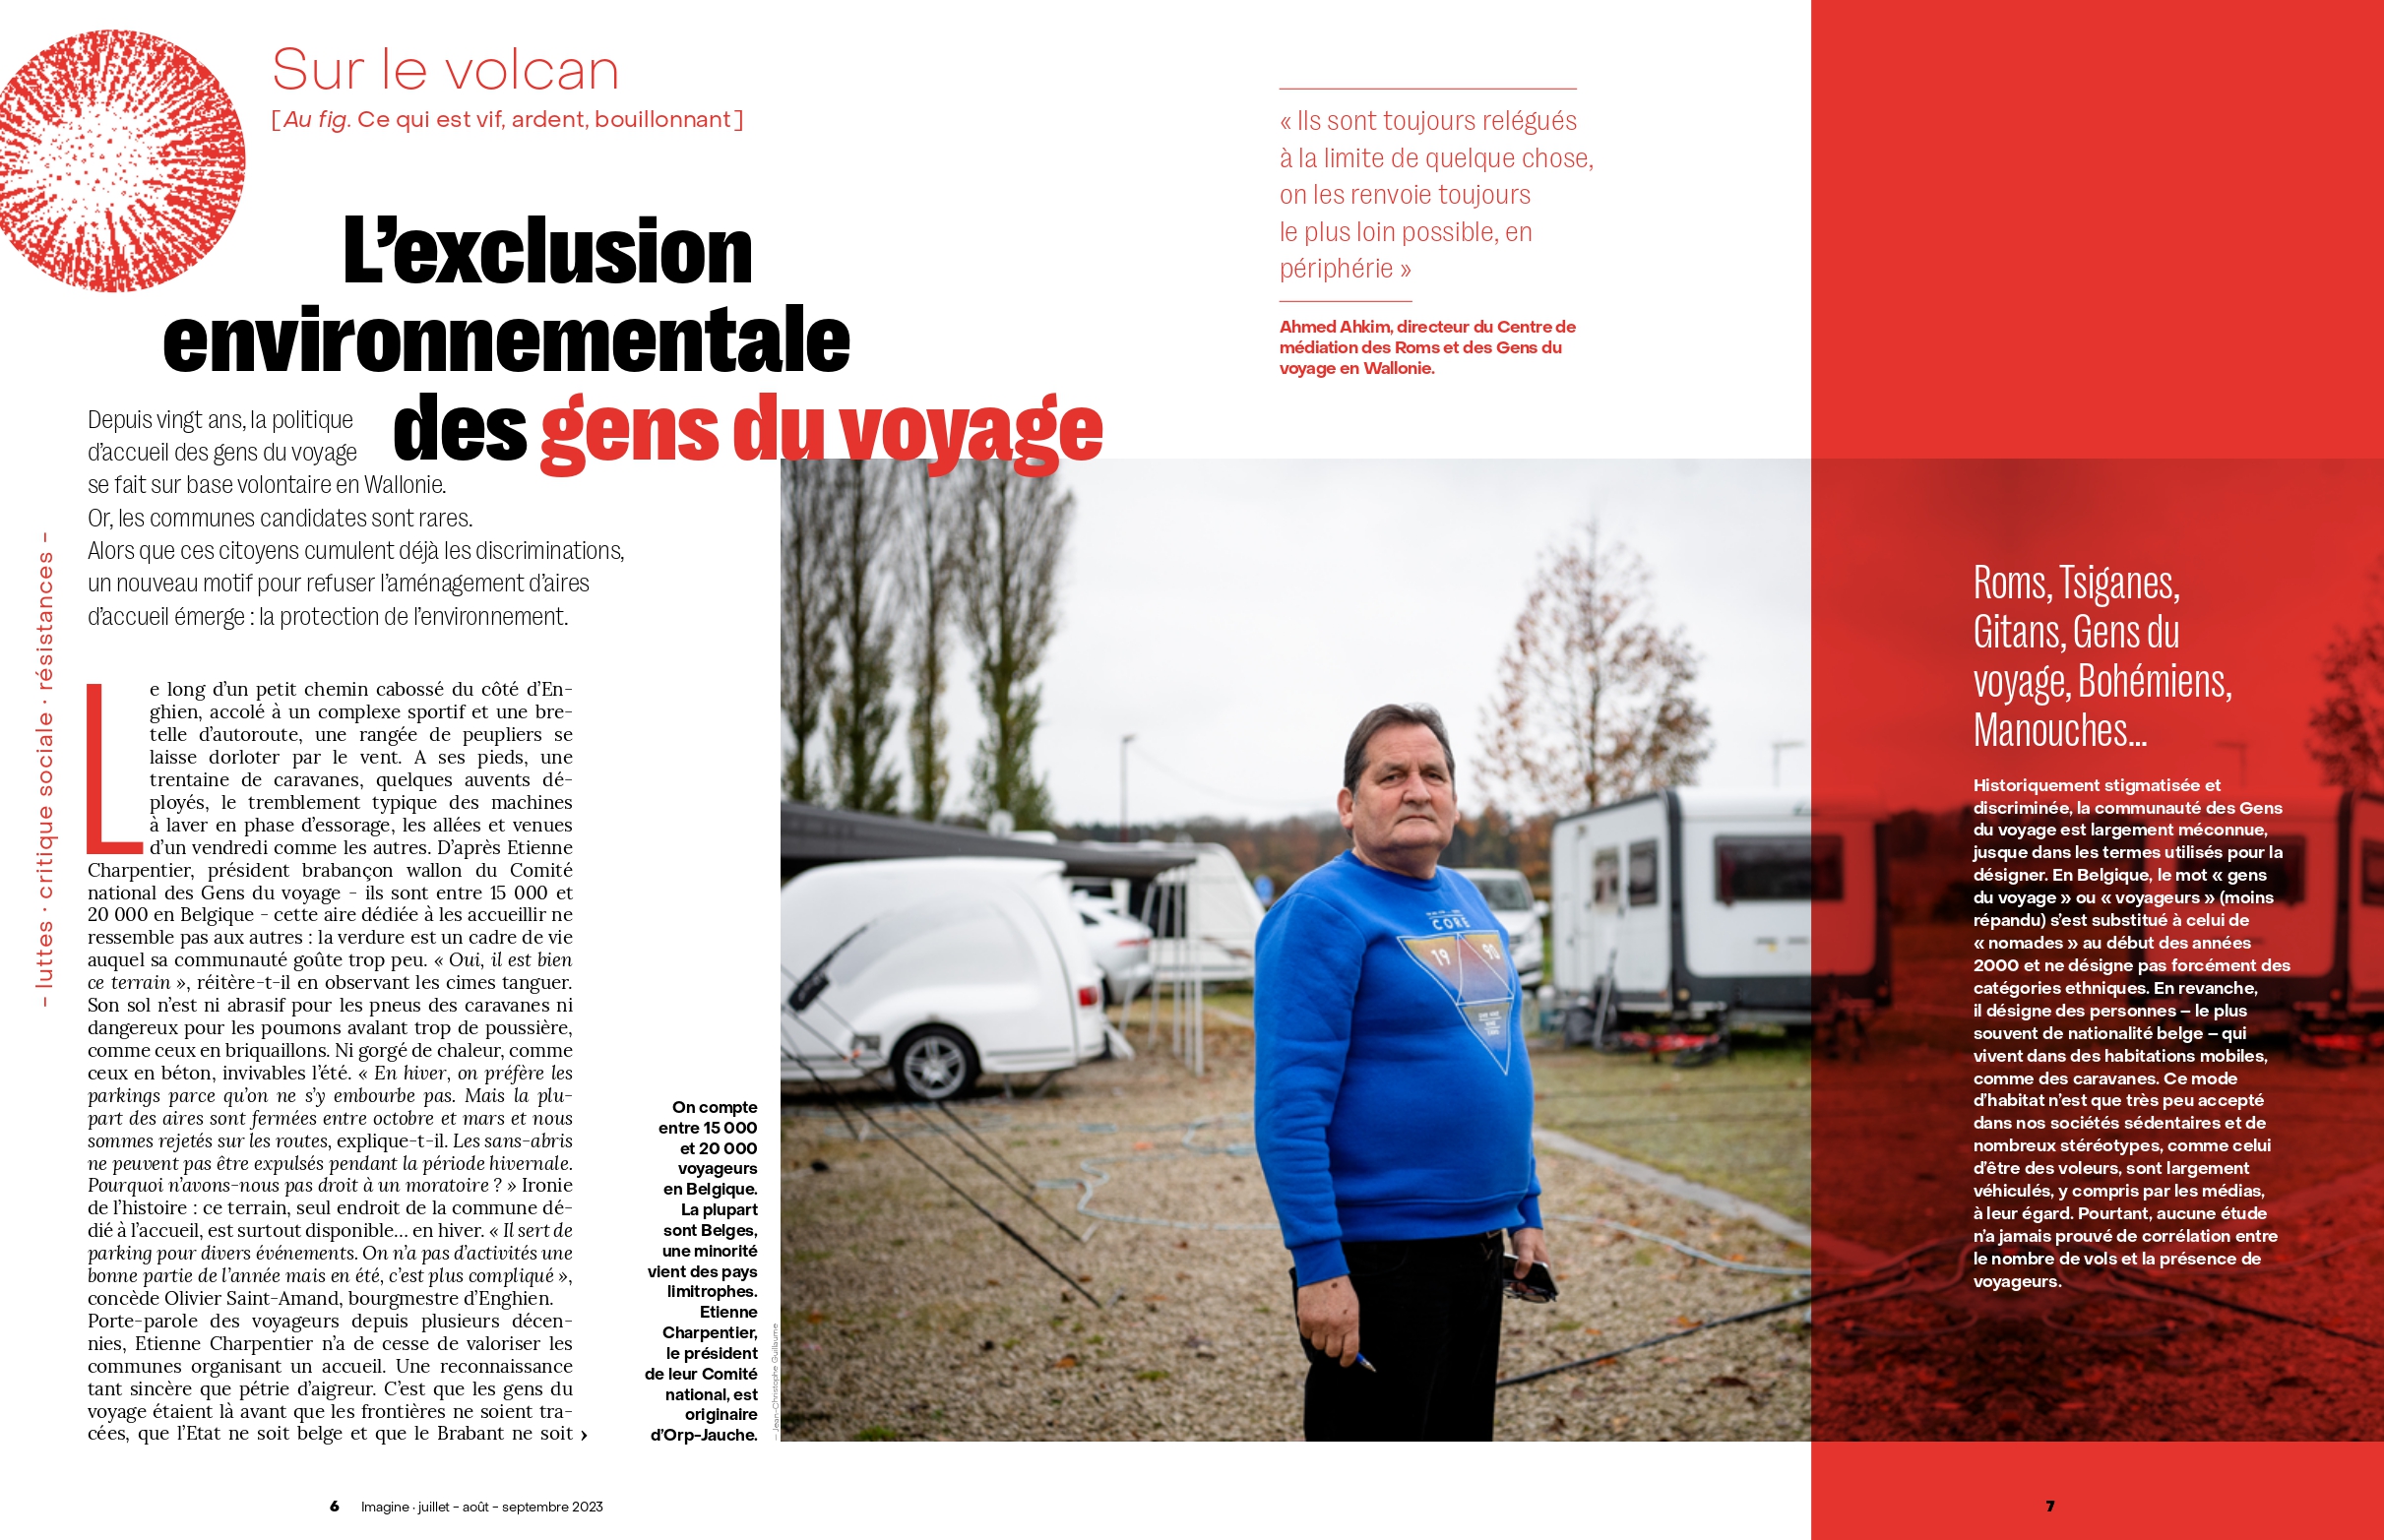 Sur le volcan
[Au fig. Ce qui est vif, ardent, bouillonnant]
L’exclusion
environnementale
des gens du voyage
Depuis vingt ans, la politique
d’accueil des gens du voyage
se fait sur base volontaire en Wallonie.
Or, les communes candidates sont rares.
Alors que ces citoyens cumulent déjà les discriminations,
un nouveau motif pour refuser l’aménagement d’aires
d’accueil émerge : la protection de l’environnement.
– luttes · critique sociale · résistances –
Le long d’un petit chemin cabossé du côté d’En-
ghien, accolé à un complexe sportif et une bre-
telle d’autoroute, une rangée de peupliers se
laisse dorloter par le vent. A ses pieds, une
trentaine de caravanes, quelques auvents dé-
ployés, le tremblement typique des machines
à laver en phase d’essorage, les allées et venues
d’un vendredi comme les autres. D’après Etienne
Charpentier, président brabançon wallon du Comité
national des Gens du voyage - ils sont entre 15 000 et
20 000 en Belgique - cette aire dédiée à les accueillir ne
ressemble pas aux autres : la verdure est un cadre de vie
auquel sa communauté goûte trop peu. « Oui, il est bien
ce terrain », réitère-t-il en observant les cimes tanguer.
Son sol n’est ni abrasif pour les pneus des caravanes ni
dangereux pour les poumons avalant trop de poussière,
comme ceux en briquaillons. Ni gorgé de chaleur, comme
ceux en béton, invivables l’été. « En hiver, on préfère les
parkings parce qu’on ne s’y embourbe pas. Mais la plu-
part des aires sont fermées entre octobre et mars et nous
sommes rejetés sur les routes, explique-t-il. Les sans-abris
ne peuvent pas être expulsés pendant la période hivernale.
Pourquoi n’avons-nous pas droit à un moratoire ? » Ironie
de l’histoire : ce terrain, seul endroit de la commune dé-
dié à l’accueil, est surtout disponible… en hiver. « Il sert de
parking pour divers événements. On n’a pas d’activités une
bonne partie de l’année mais en été, c’est plus compliqué »,
concède Olivier Saint-Amand, bourgmestre d’Enghien.
Porte-parole des voyageurs depuis plusieurs décen-
nies, Etienne Charpentier n’a de cesse de valoriser les
communes organisant un accueil. Une reconnaissance
tant sincère que pétrie d’aigreur. C’est que les gens du
voyage étaient là avant que les frontières ne soient tra-
cées, que l’Etat ne soit belge et que le Brabant ne soit ›
On compte
entre 15 000
et 20 000
voyageurs
en Belgique.
La plupart
sont Belges,
une minorité
vient des pays
limitrophes.
Etienne
Charpentier,
le président
de leur Comité
national, est
originaire
d’Orp-Jauche.
— Jean-Christophe Guillaume
« Ils sont toujours relégués
à la limite de quelque chose,
on les renvoie toujours
le plus loin possible, en
périphérie »
Ahmed Ahkim, directeur du Centre de
médiation des Roms et des Gens du
voyage en Wallonie.
CORE
19 90
Roms, Tsiganes,
Gitans, Gens du
voyage, Bohémiens,
Manouches…
Historiquement stigmatisée et
discriminée, la communauté des Gens
du voyage est largement méconnue,
jusque dans les termes utilisés pour la
désigner. En Belgique, le mot « gens
du voyage » ou « voyageurs » (moins
répandu) s’est substitué à celui de
« nomades » au début des années
2000 et ne désigne pas forcément des
catégories ethniques. En revanche,
il désigne des personnes – le plus
souvent de nationalité belge – qui
vivent dans des habitations mobiles,
comme des caravanes. Ce mode
d’habitat n’est que très peu accepté
dans nos sociétés sédentaires et de
nombreux stéréotypes, comme celui
d’être des voleurs, sont largement
véhiculés, y compris par les médias,
à leur égard. Pourtant, aucune étude
n’a jamais prouvé de corrélation entre
le nombre de vols et la présence de
voyageurs.
6 Imagine · juillet - août - septembre 2023
7